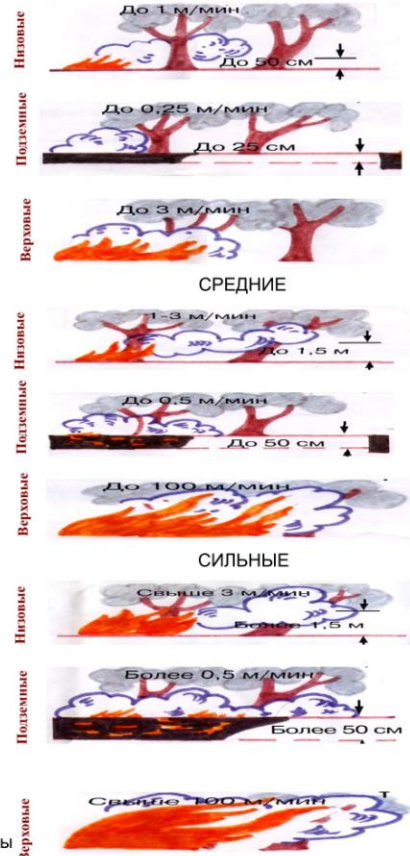 Низовые
До 1 м/мин
До 50 см
Подземные
До 0,25 м/мин
До 25 см
Верховые
До 3 м/мин
СРЕДНИЕ
Низовые
1-3 м/мин
До 1,5 м
Подземные
До 0,5 м/мин
До 50 см
Верховые
До 100 м/мин
СИЛЬНЫЕ
Низовые
Свыше 3 м/мин
Более 1,5 м
Подземные
Более 0,5 м/мин
Более 50 см
т
Верховые
Свыше 100 м/мин
ы